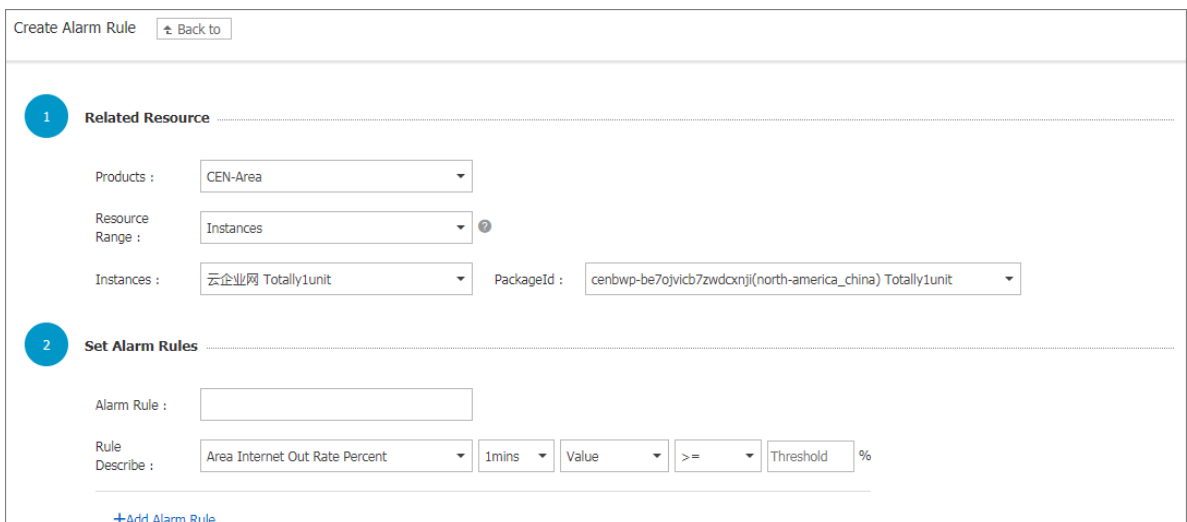 Create Alarm Rule Back to
1 Related Resource
Products : CEN-Area
Resource
Range : Instances ?
Instances : 云企业网 Totally1unit PackageId : cenbwp-be7ojvicb7zwdcxnji(north-america_china) Totally1unit
2 Set Alarm Rules
Alarm Rule :
Rule
Describe : Area Internet Out Rate Percent 1mins Value >= Threshold %
+Add Alarm Rule